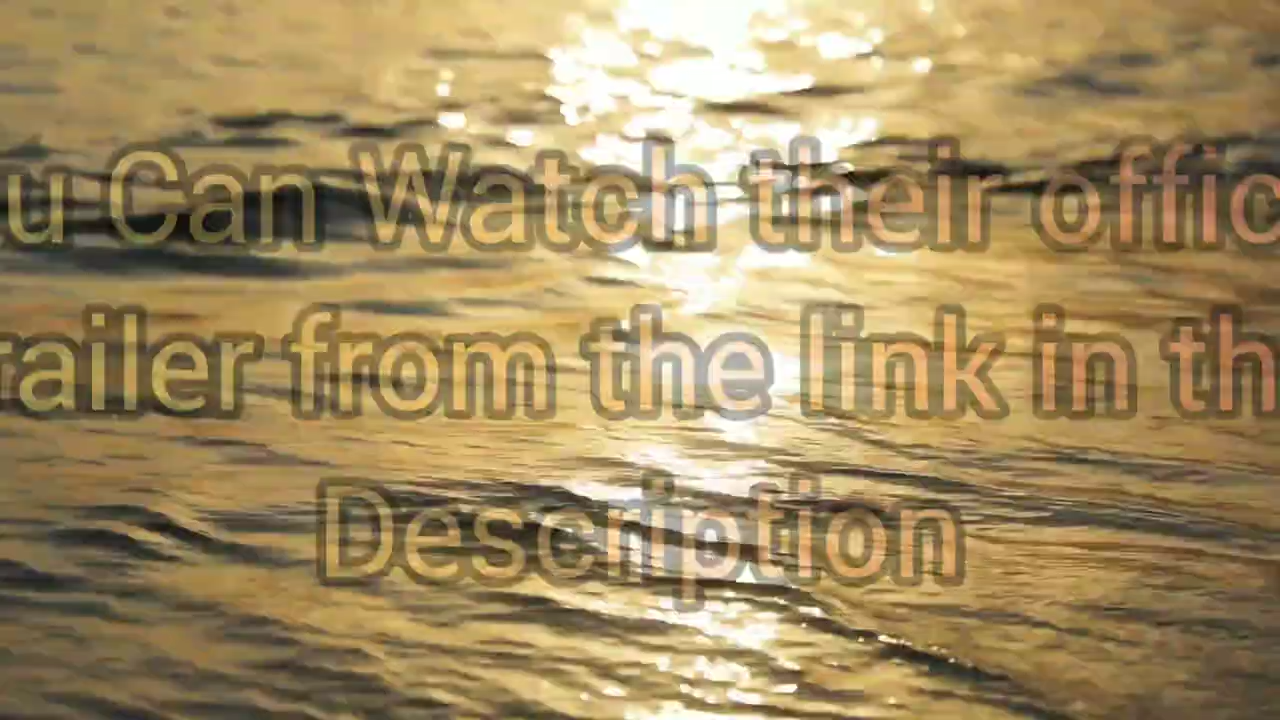 u Can Watch their offic
railer from the link in th
Description